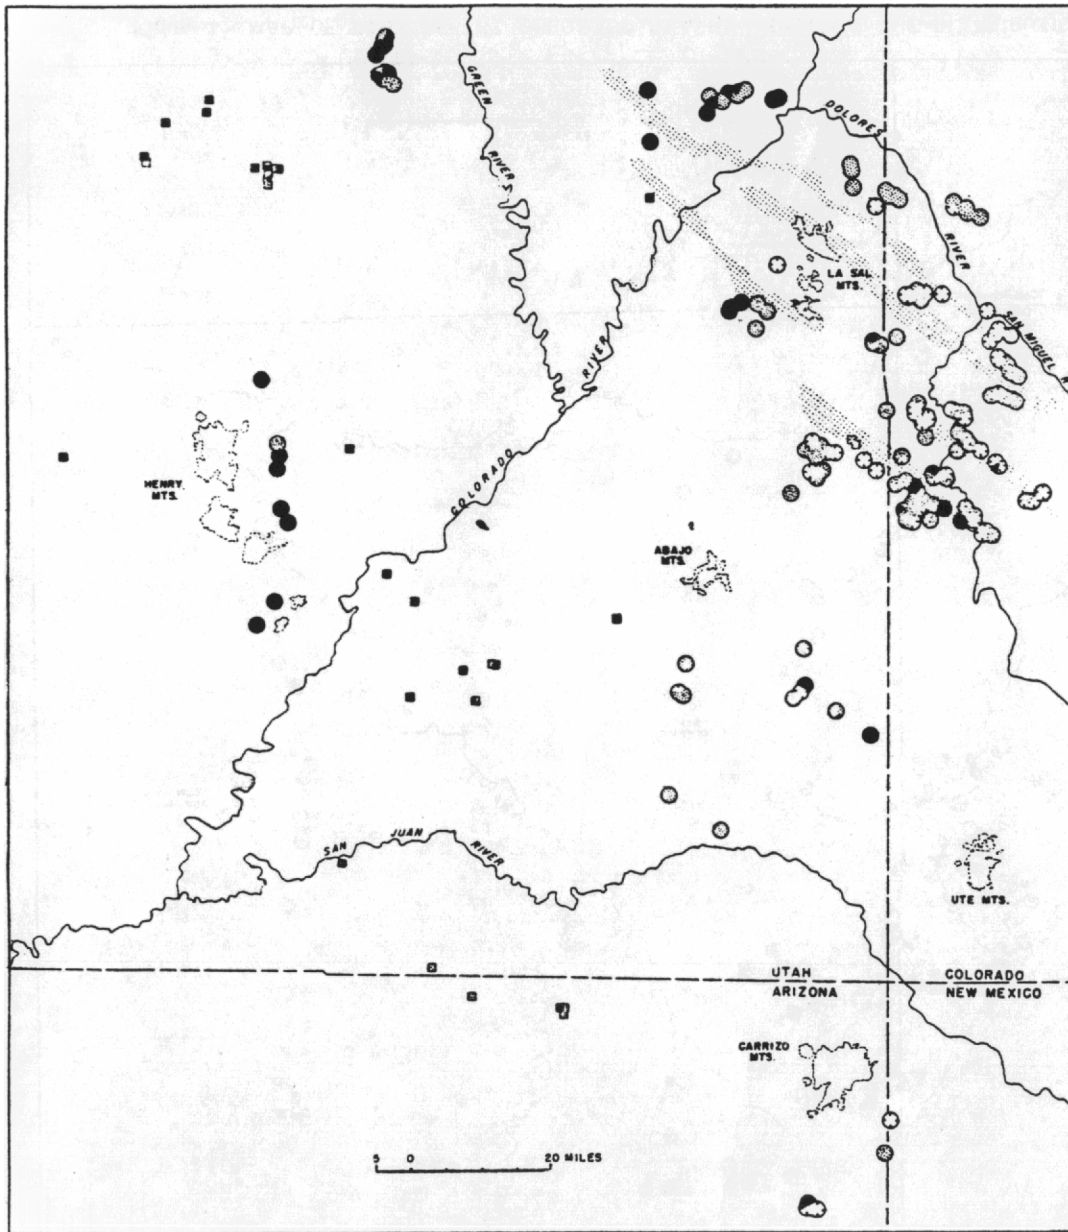 GREEN
RIVERS
DOLORES
RIVER
LA SAL
MTS.
SAN MIGUEL R
RIVER
COLORADO
HENRY
MTS.
ABAJO
MTS.
SAN JUAN RIVER
UTE MTS.
UTAH COLORADO
ARIZONA NEW MEXICO
CARRIZO
MTS.
5 0 20 MILES